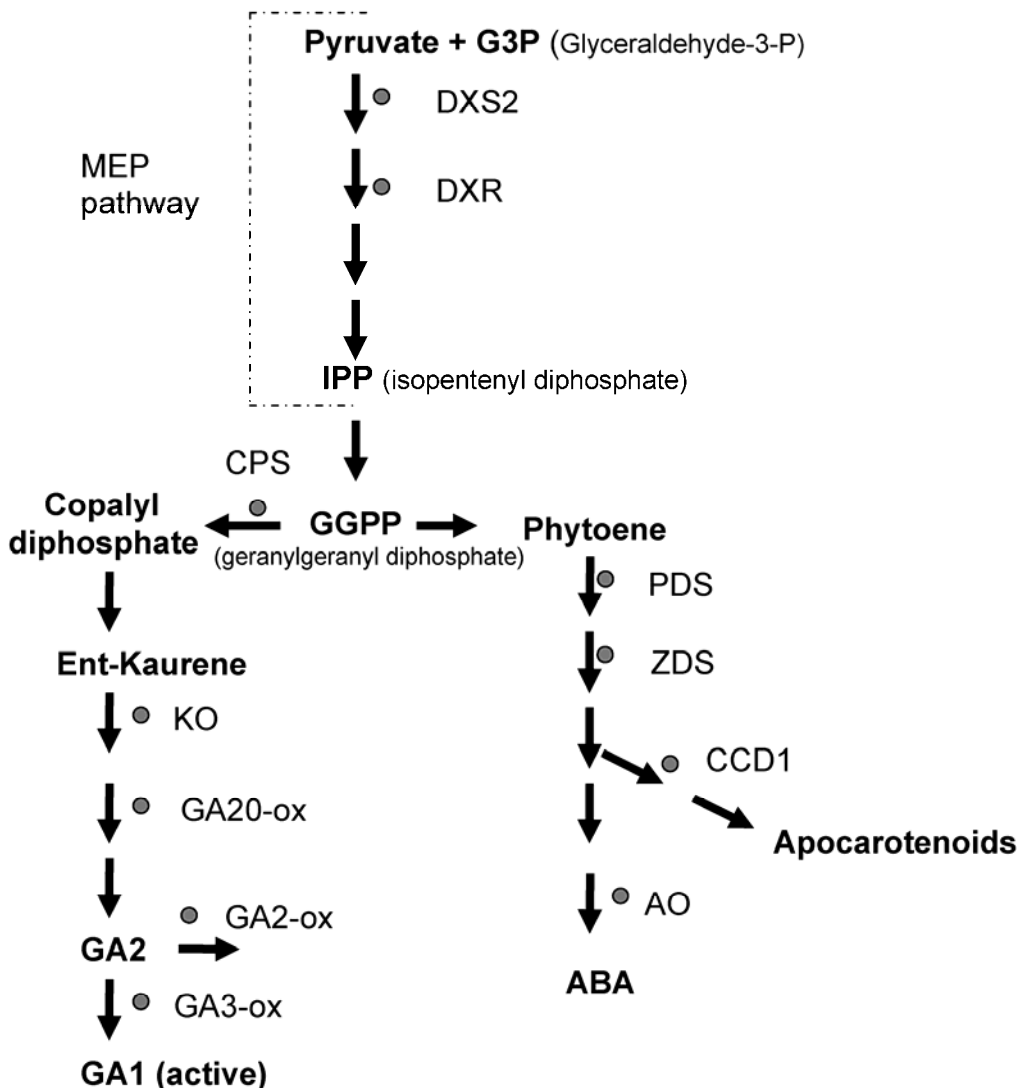 Pyruvate + G3P (Glyceraldehyde-3-P)
DXS2
MEP
pathway
DXR
IPP (isopentenyl diphosphate)
CPS
Copalyl
diphosphate
GGPP
(geranylgeranyl diphosphate)
Phytoene
PDS
Ent-Kaurene
ZDS
KO
CCD1
GA20-ox
Apocarotenoids
AO
GA2-ox
GA2
ABA
GA3-ox
GA1 (active)